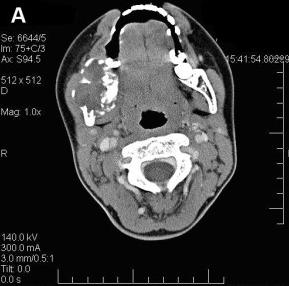 A
Se: 6644/5
Im: 75+C/3
Ax: S94.5
15:41:54.80229
512 x 512
D
Mag: 1.0x
R
140.0 kV
300.0 mA
3.0 mm/0.5:1
Tilt: 0.0
0.0 s